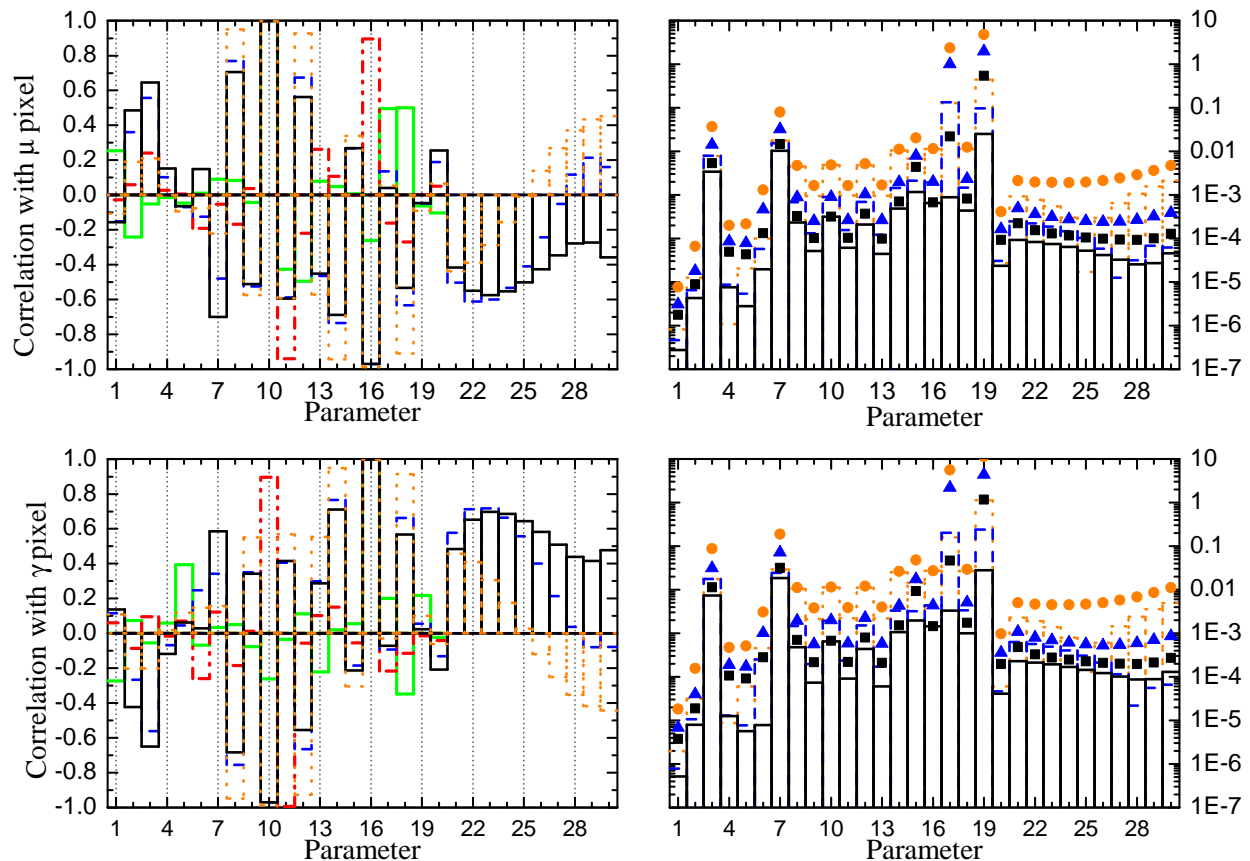 Correlation with μ pixel
1.0
0.8
0.6
0.4
0.2
0.0
-0.2
-0.4
-0.6
-0.8
-1.0
1 4 7 10 13 16 19 22 25 28
Parameter
10
1
0.1
0.01
1E-3
1E-4
1E-5
1E-6
1E-7
1 4 7 10 13 16 19 22 25 28
Parameter
Correlation with γ pixel
1.0
0.8
0.6
0.4
0.2
0.0
-0.2
-0.4
-0.6
-0.8
-1.0
1 4 7 10 13 16 19 22 25 28
Parameter
10
1
0.1
0.01
1E-3
1E-4
1E-5
1E-6
1E-7
1 4 7 10 13 16 19 22 25 28
Parameter